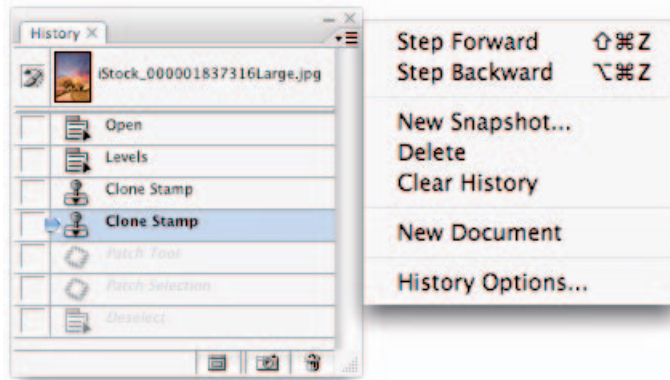 History ×
iStock_000001837316Large.jpg
Open
Levels
Clone Stamp
Clone Stamp
Patch Tool
Patch Selection
Deselect
Step Forward ⇧⌘Z
Step Backward ⌥⌘Z
New Snapshot...
Delete
Clear History
New Document
History Options...